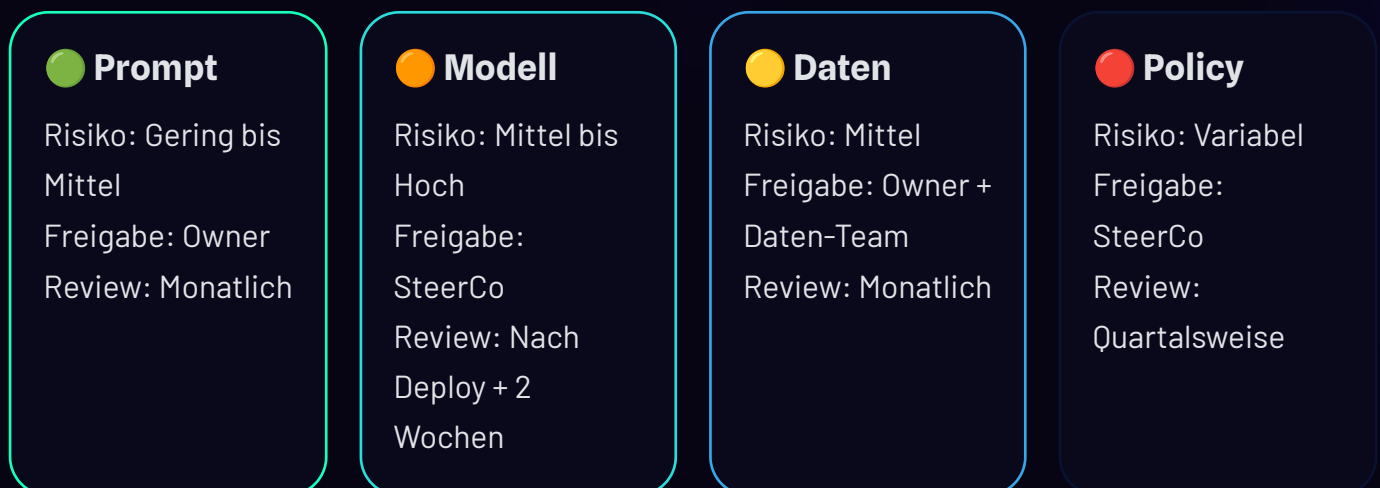 🟢 Prompt
Risiko: Gering bis
Mittel
Freigabe: Owner
Review: Monatlich
🟠 Modell
Risiko: Mittel bis
Hoch
Freigabe:
SteerCo
Review: Nach
Deploy + 2
Wochen
🟡 Daten
Risiko: Mittel
Freigabe: Owner +
Daten-Team
Review: Monatlich
🔴 Policy
Risiko: Variabel
Freigabe:
SteerCo
Review:
Quartalsweise